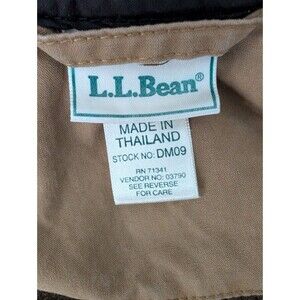 L.L.Bean®
MADE IN
THAILAND
STOCK NO: DM09
RN 71341
VENDOR NO: 03790
SEE REVERSE
FOR CARE